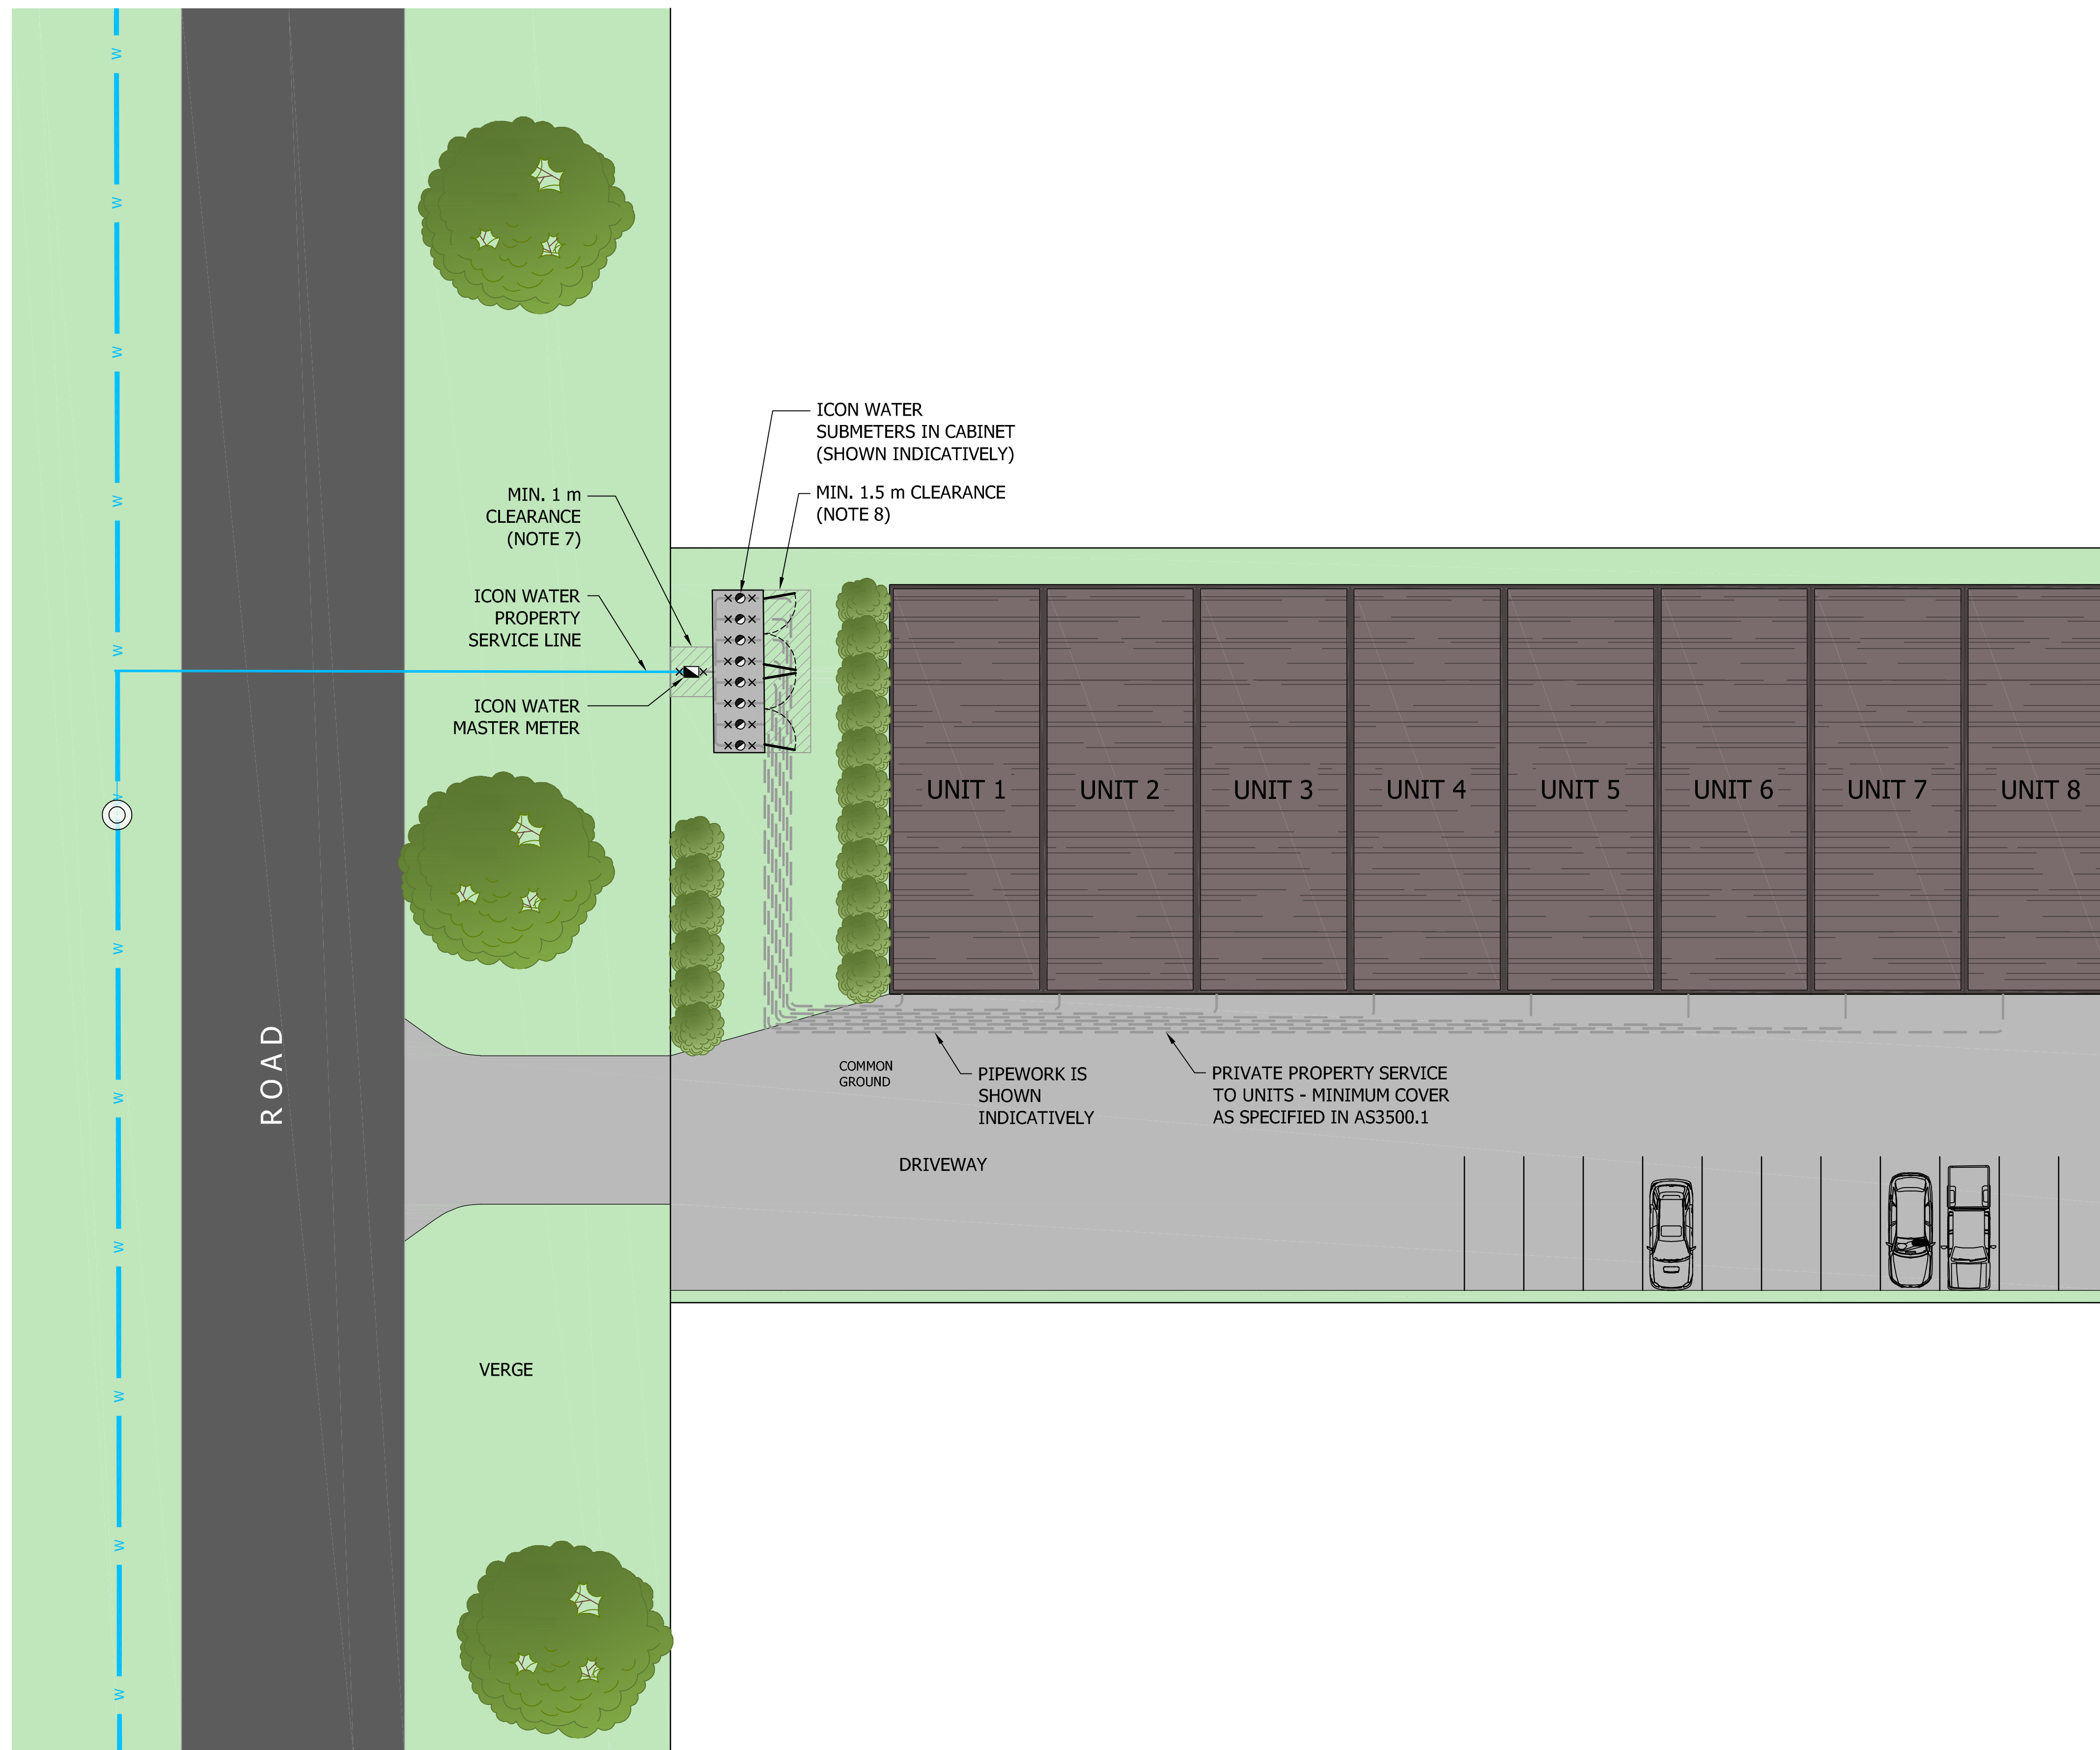 W
W
W
W
W
W
W
W
W
W
W
W
ICON WATER
SUBMETERS IN CABINET
(SHOWN INDICATIVELY)
MIN. 1.5 m CLEARANCE
(NOTE 8)
MIN. 1 m
CLEARANCE
(NOTE 7)
ICON WATER
PROPERTY
SERVICE LINE
ICON WATER
MASTER METER
UNIT 1 UNIT 2 UNIT 3 UNIT 4 UNIT 5 UNIT 6 UNIT 7 UNIT 8
ROAD
COMMON
GROUND
PIPEWORK IS
SHOWN
INDICATIVELY
PRIVATE PROPERTY SERVICE
TO UNITS - MINIMUM COVER
AS SPECIFIED IN AS3500.1
DRIVEWAY
VERGE